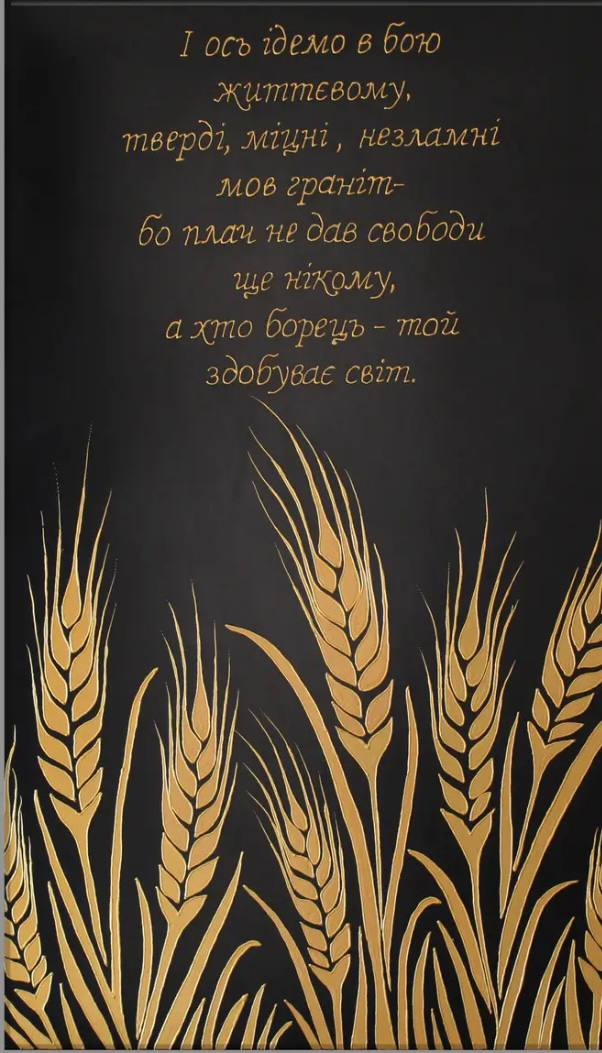 І ось ідемо в бою
життєвому,
тверді, міцні , незламні
мов граніт-
бо плач не дав свободи
ще нікому,
а хто борець - той
здобуває світ.